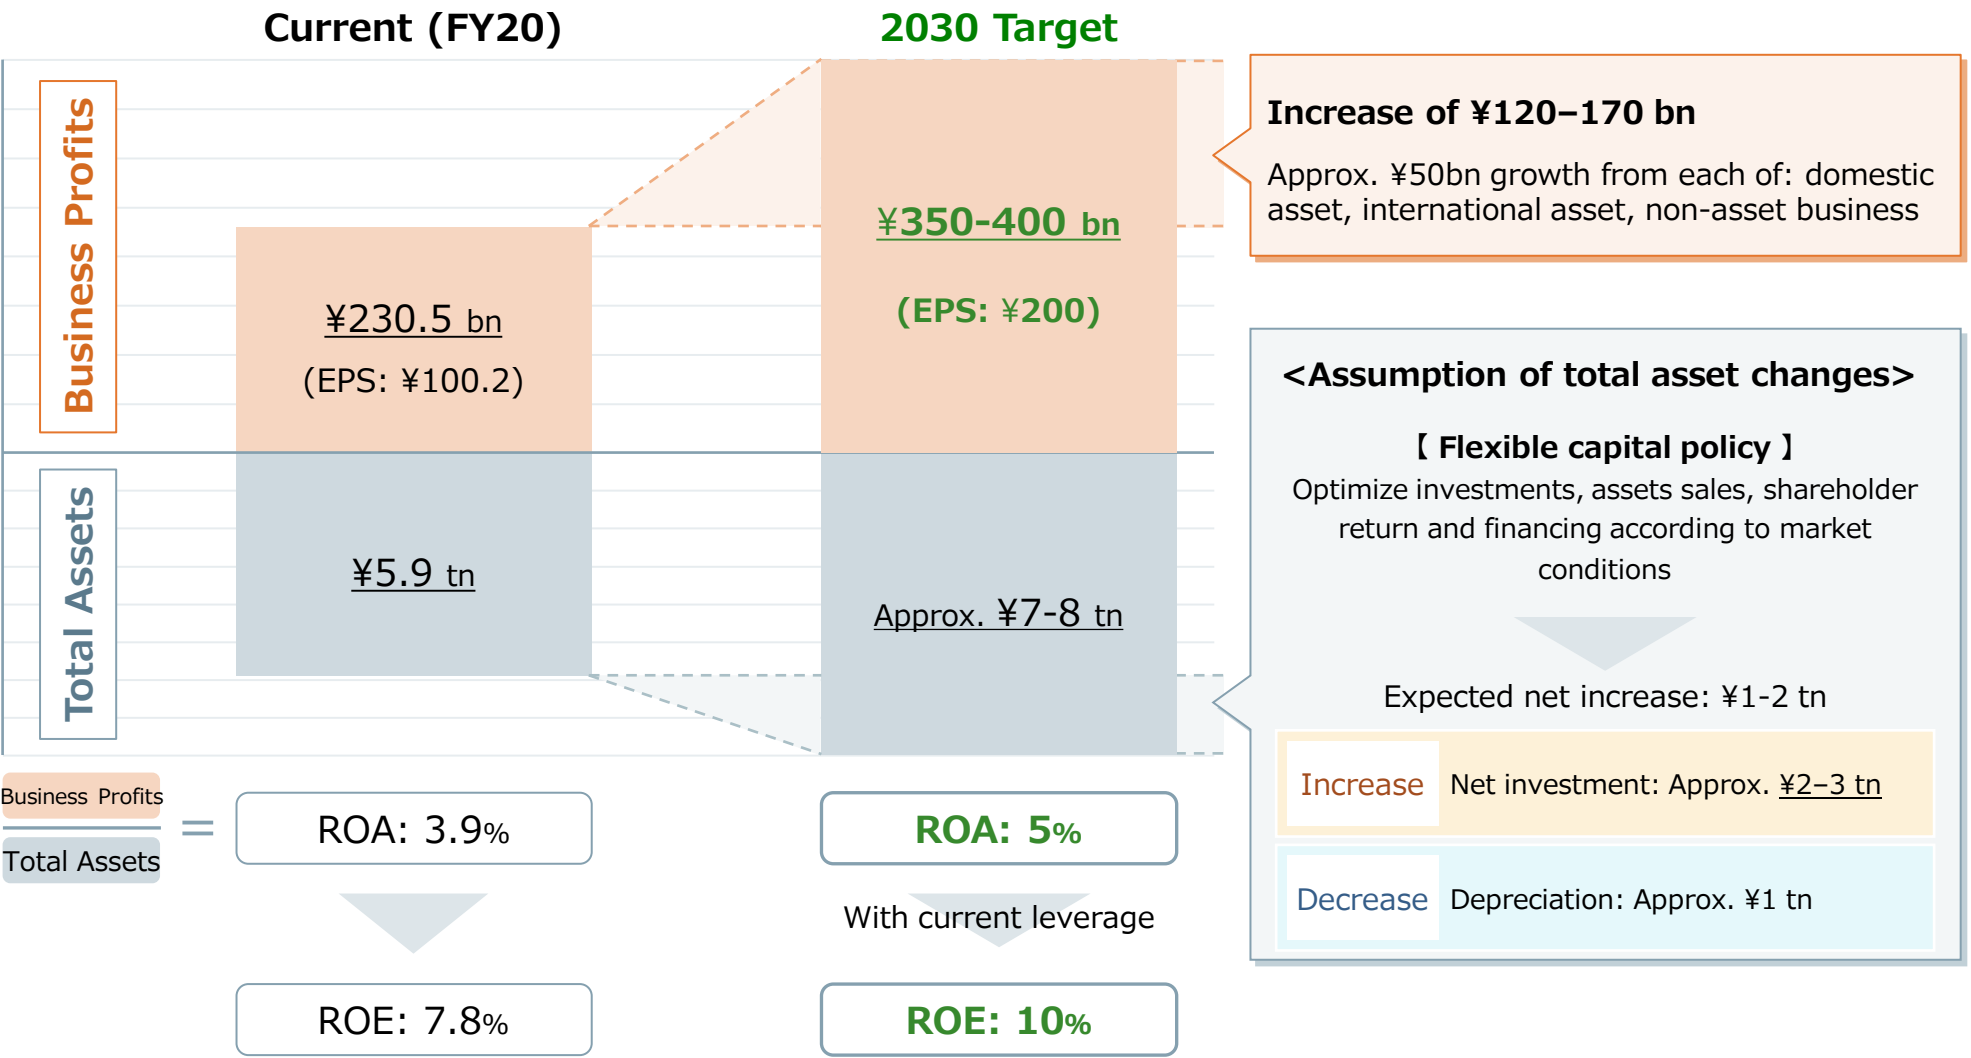 Current (FY20)
2030 Target
Business Profits
¥230.5 bn
(EPS: ¥100.2)
¥350-400 bn
(EPS: ¥200)
Increase of ¥120–170 bn
Approx. ¥50bn growth from each of: domestic
asset, international asset, non-asset business
Total Assets
¥5.9 tn
Approx. ¥7-8 tn
<Assumption of total asset changes>
【 Flexible capital policy 】
Optimize investments, assets sales, shareholder
return and financing according to market
conditions
Expected net increase: ¥1-2 tn
Increase
Net investment: Approx. ¥2–3 tn
Decrease
Depreciation: Approx. ¥1 tn
Business Profits
Total Assets
=
ROA: 3.9%
ROA: 5%
With current leverage
ROE: 7.8%
ROE: 10%